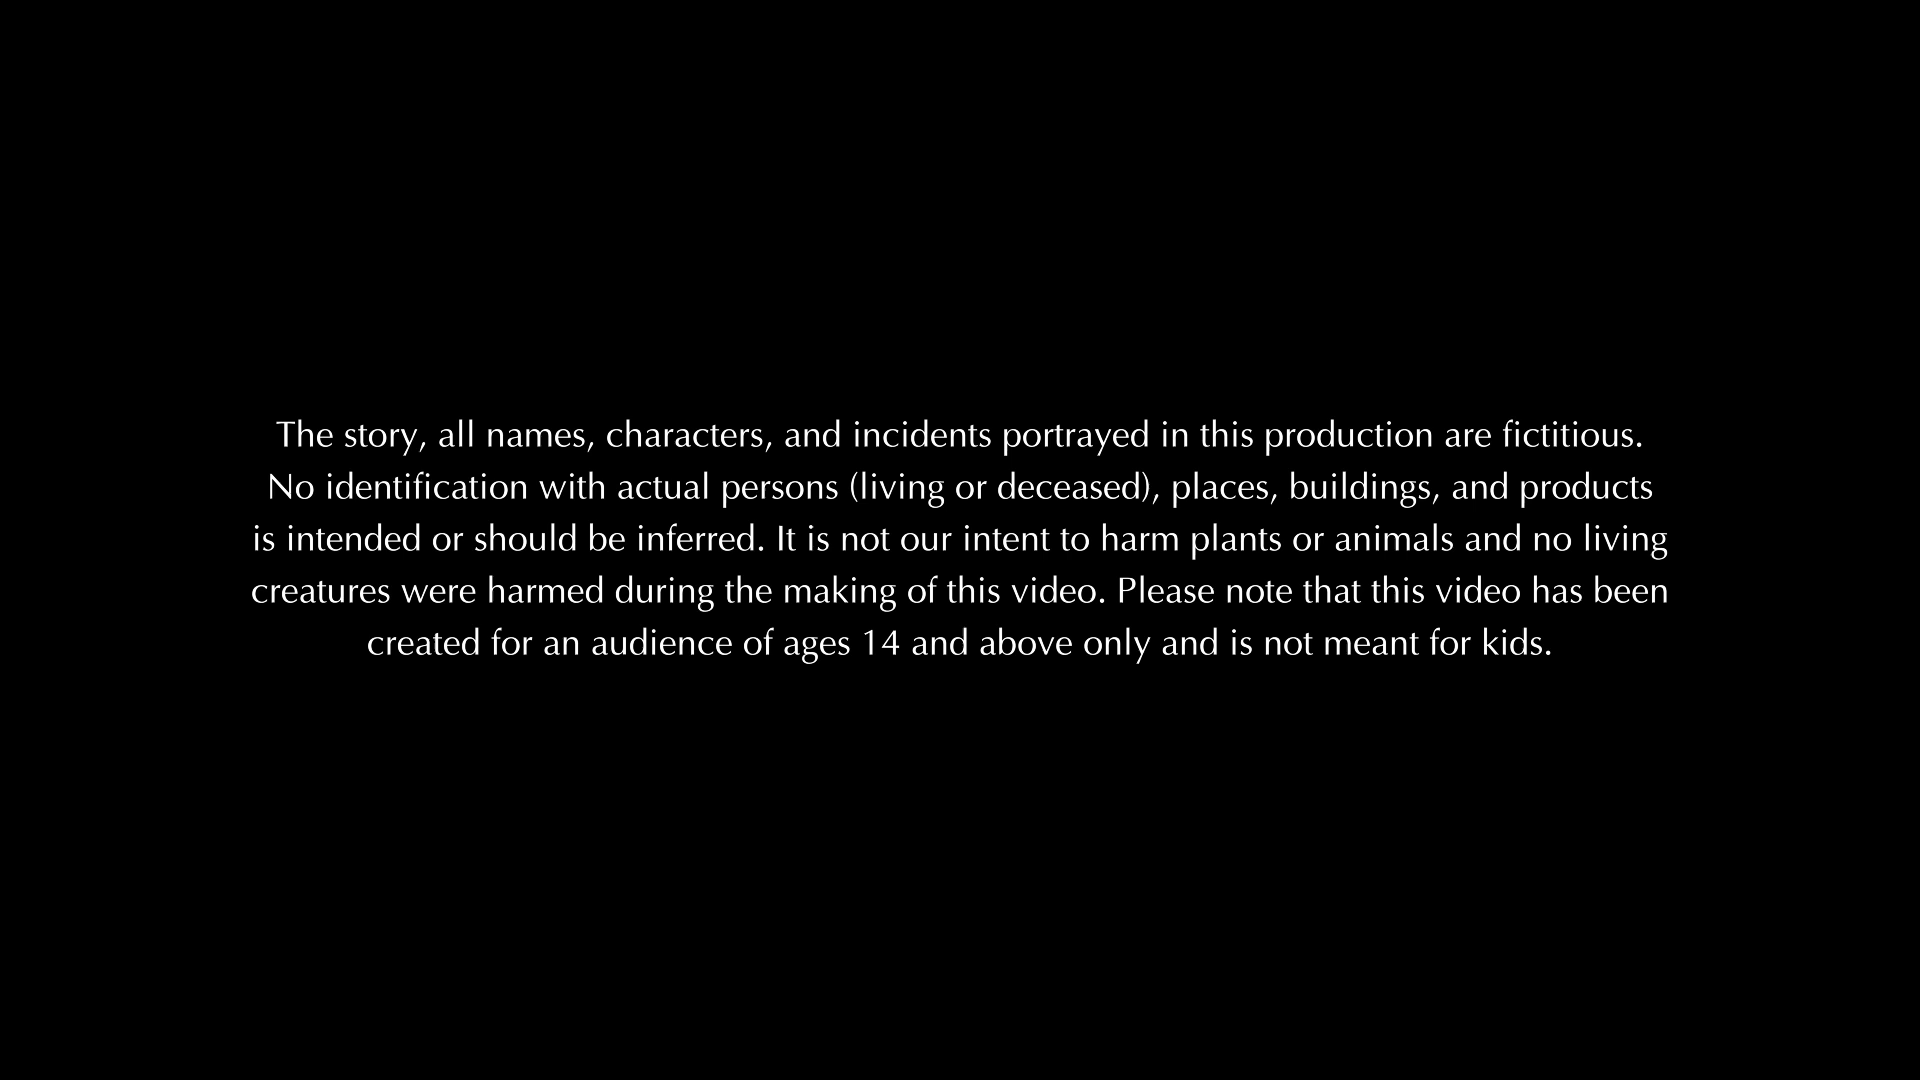 The story, all names, characters, and incidents portrayed in this production are fictitious.
No identification with actual persons (living or deceased), places, buildings, and products
is intended or should be inferred. It is not our intent to harm plants or animals and no living
creatures were harmed during the making of this video. Please note that this video has been
created for an audience of ages 14 and above only and is not meant for kids.